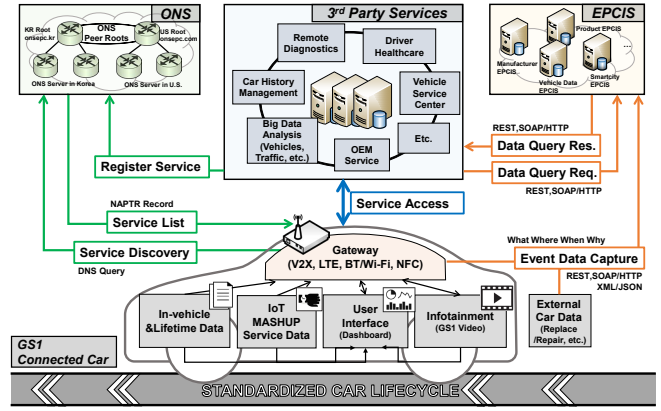 ONS
KR Root
onsepc.kr
ONS
Peer Roots
US Root
onsepc.com
ONS Server in Korea
ONS Server in U.S.
3rd Party Services
Remote
Diagnostics
Driver
Healthcare
Car History
Management
Vehicle
Service
Center
Big Data
Analysis
(Vehicles,
Traffic, etc.)
OEM
Service
Etc.
EPCIS
Product EPCIS
Manufacturer
EPCIS
Vehicle Data
EPCIS
Smartcity
EPCIS
...
REST,SOAP/HTTP
Data Query Res.
Data Query Req.
REST,SOAP/HTTP
Register Service
NAPTR Record
Service List
Service Discovery
DNS Query
Service Access
What Where When Why
Event Data Capture
REST,SOAP/HTTP
XML/JSON
Gateway
(V2X, LTE, BT/Wi-Fi, NFC)
In-vehicle
&Lifetime Data
IoT
MASHUP
Service Data
User
Interface
(Dashboard)
Infotainment
(GS1 Video)
External
Car Data
(Replace
/Repair, etc.)
GS1
Connected Car
STANDARDIZED CAR LIFECYCLE